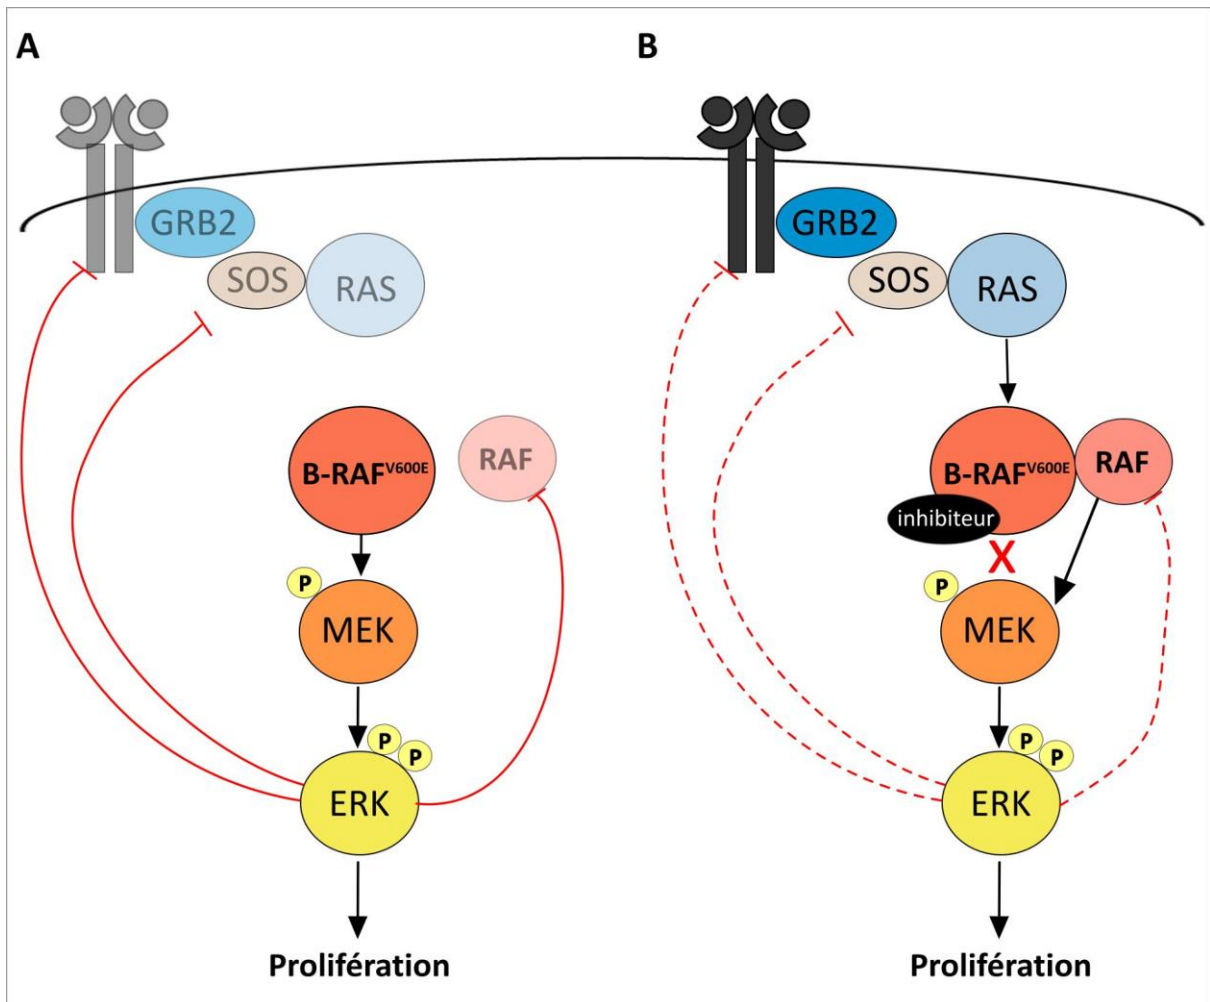 A
GRB2
SOS
RAS
B-RAFV600E
RAF
P
MEK
P
P
ERK
Prolifération
B
GRB2
SOS
RAS
B-RAFV600E
RAF
inhibiteur
X
P
MEK
P
P
ERK
Prolifération